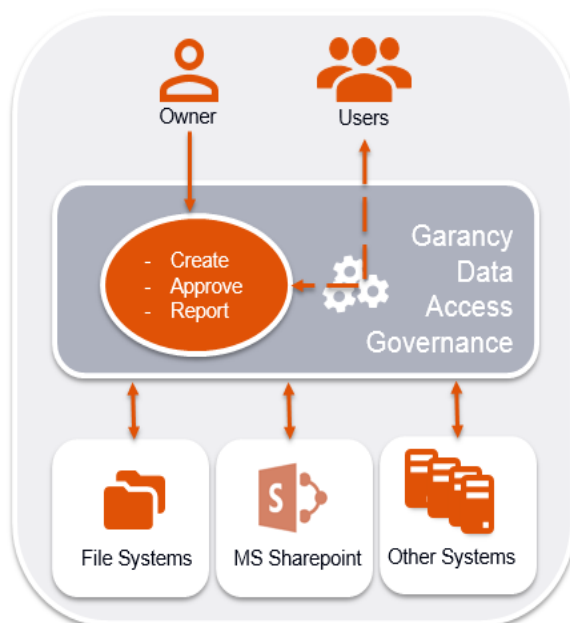 Owner
Users
- Create
- Approve
- Report
Garancy
Data
Access
Governance
File Systems
S
MS Sharepoint
Other Systems